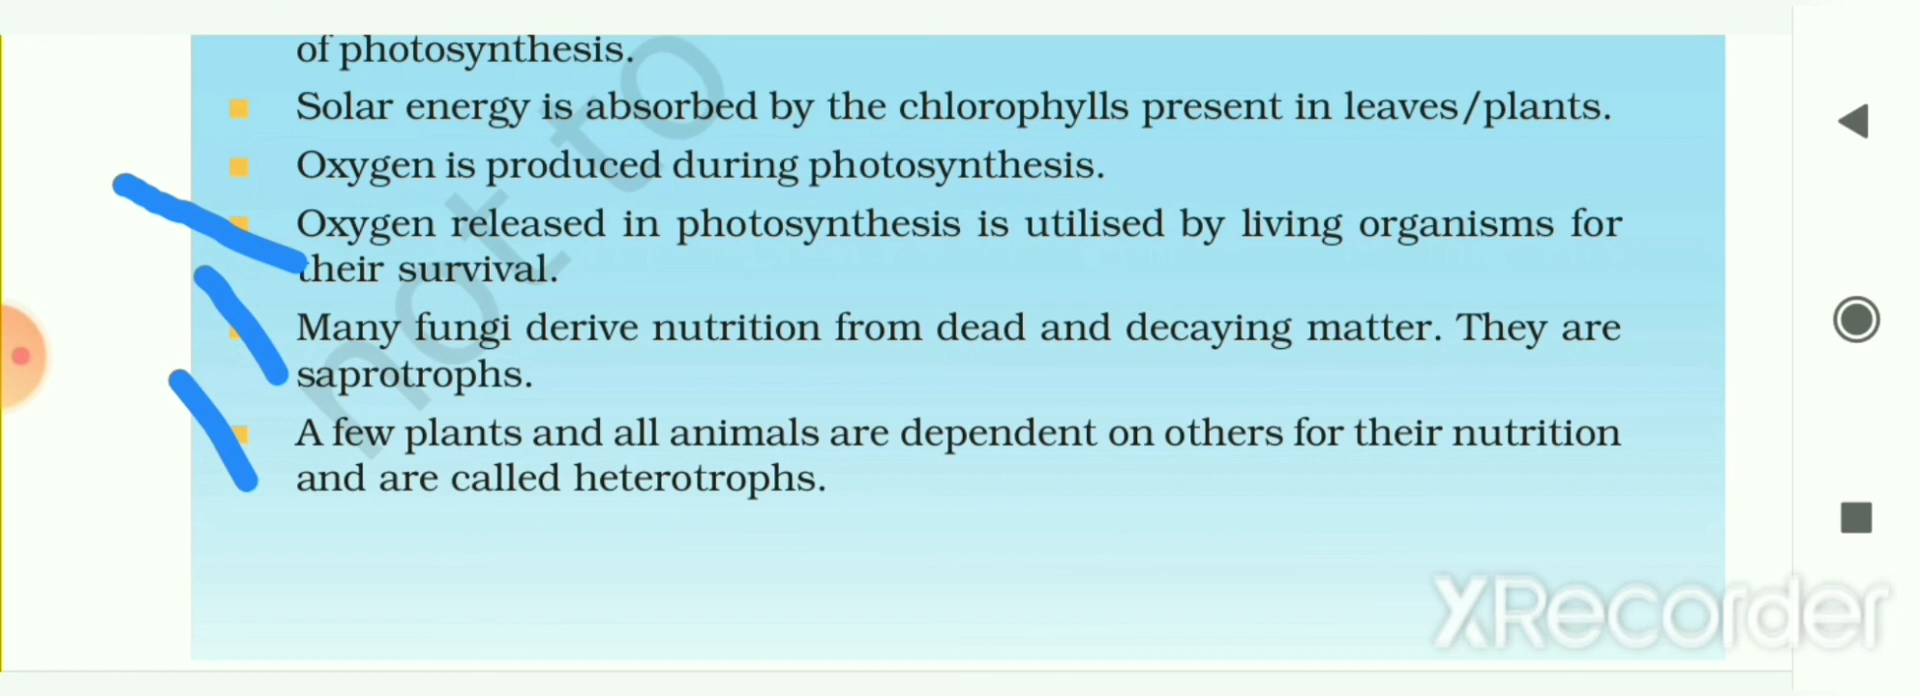 of photosynthesis.
Solar energy is absorbed by the chlorophylls present in leaves/plants.
Oxygen is produced during photosynthesis.
Oxygen released in photosynthesis is utilised by living organisms for
their survival.
Many fungi derive nutrition from dead and decaying matter. They are
saprotrophs.
A few plants and all animals are dependent on others for their nutrition
and are called heterotrophs.
not to
XRecorder